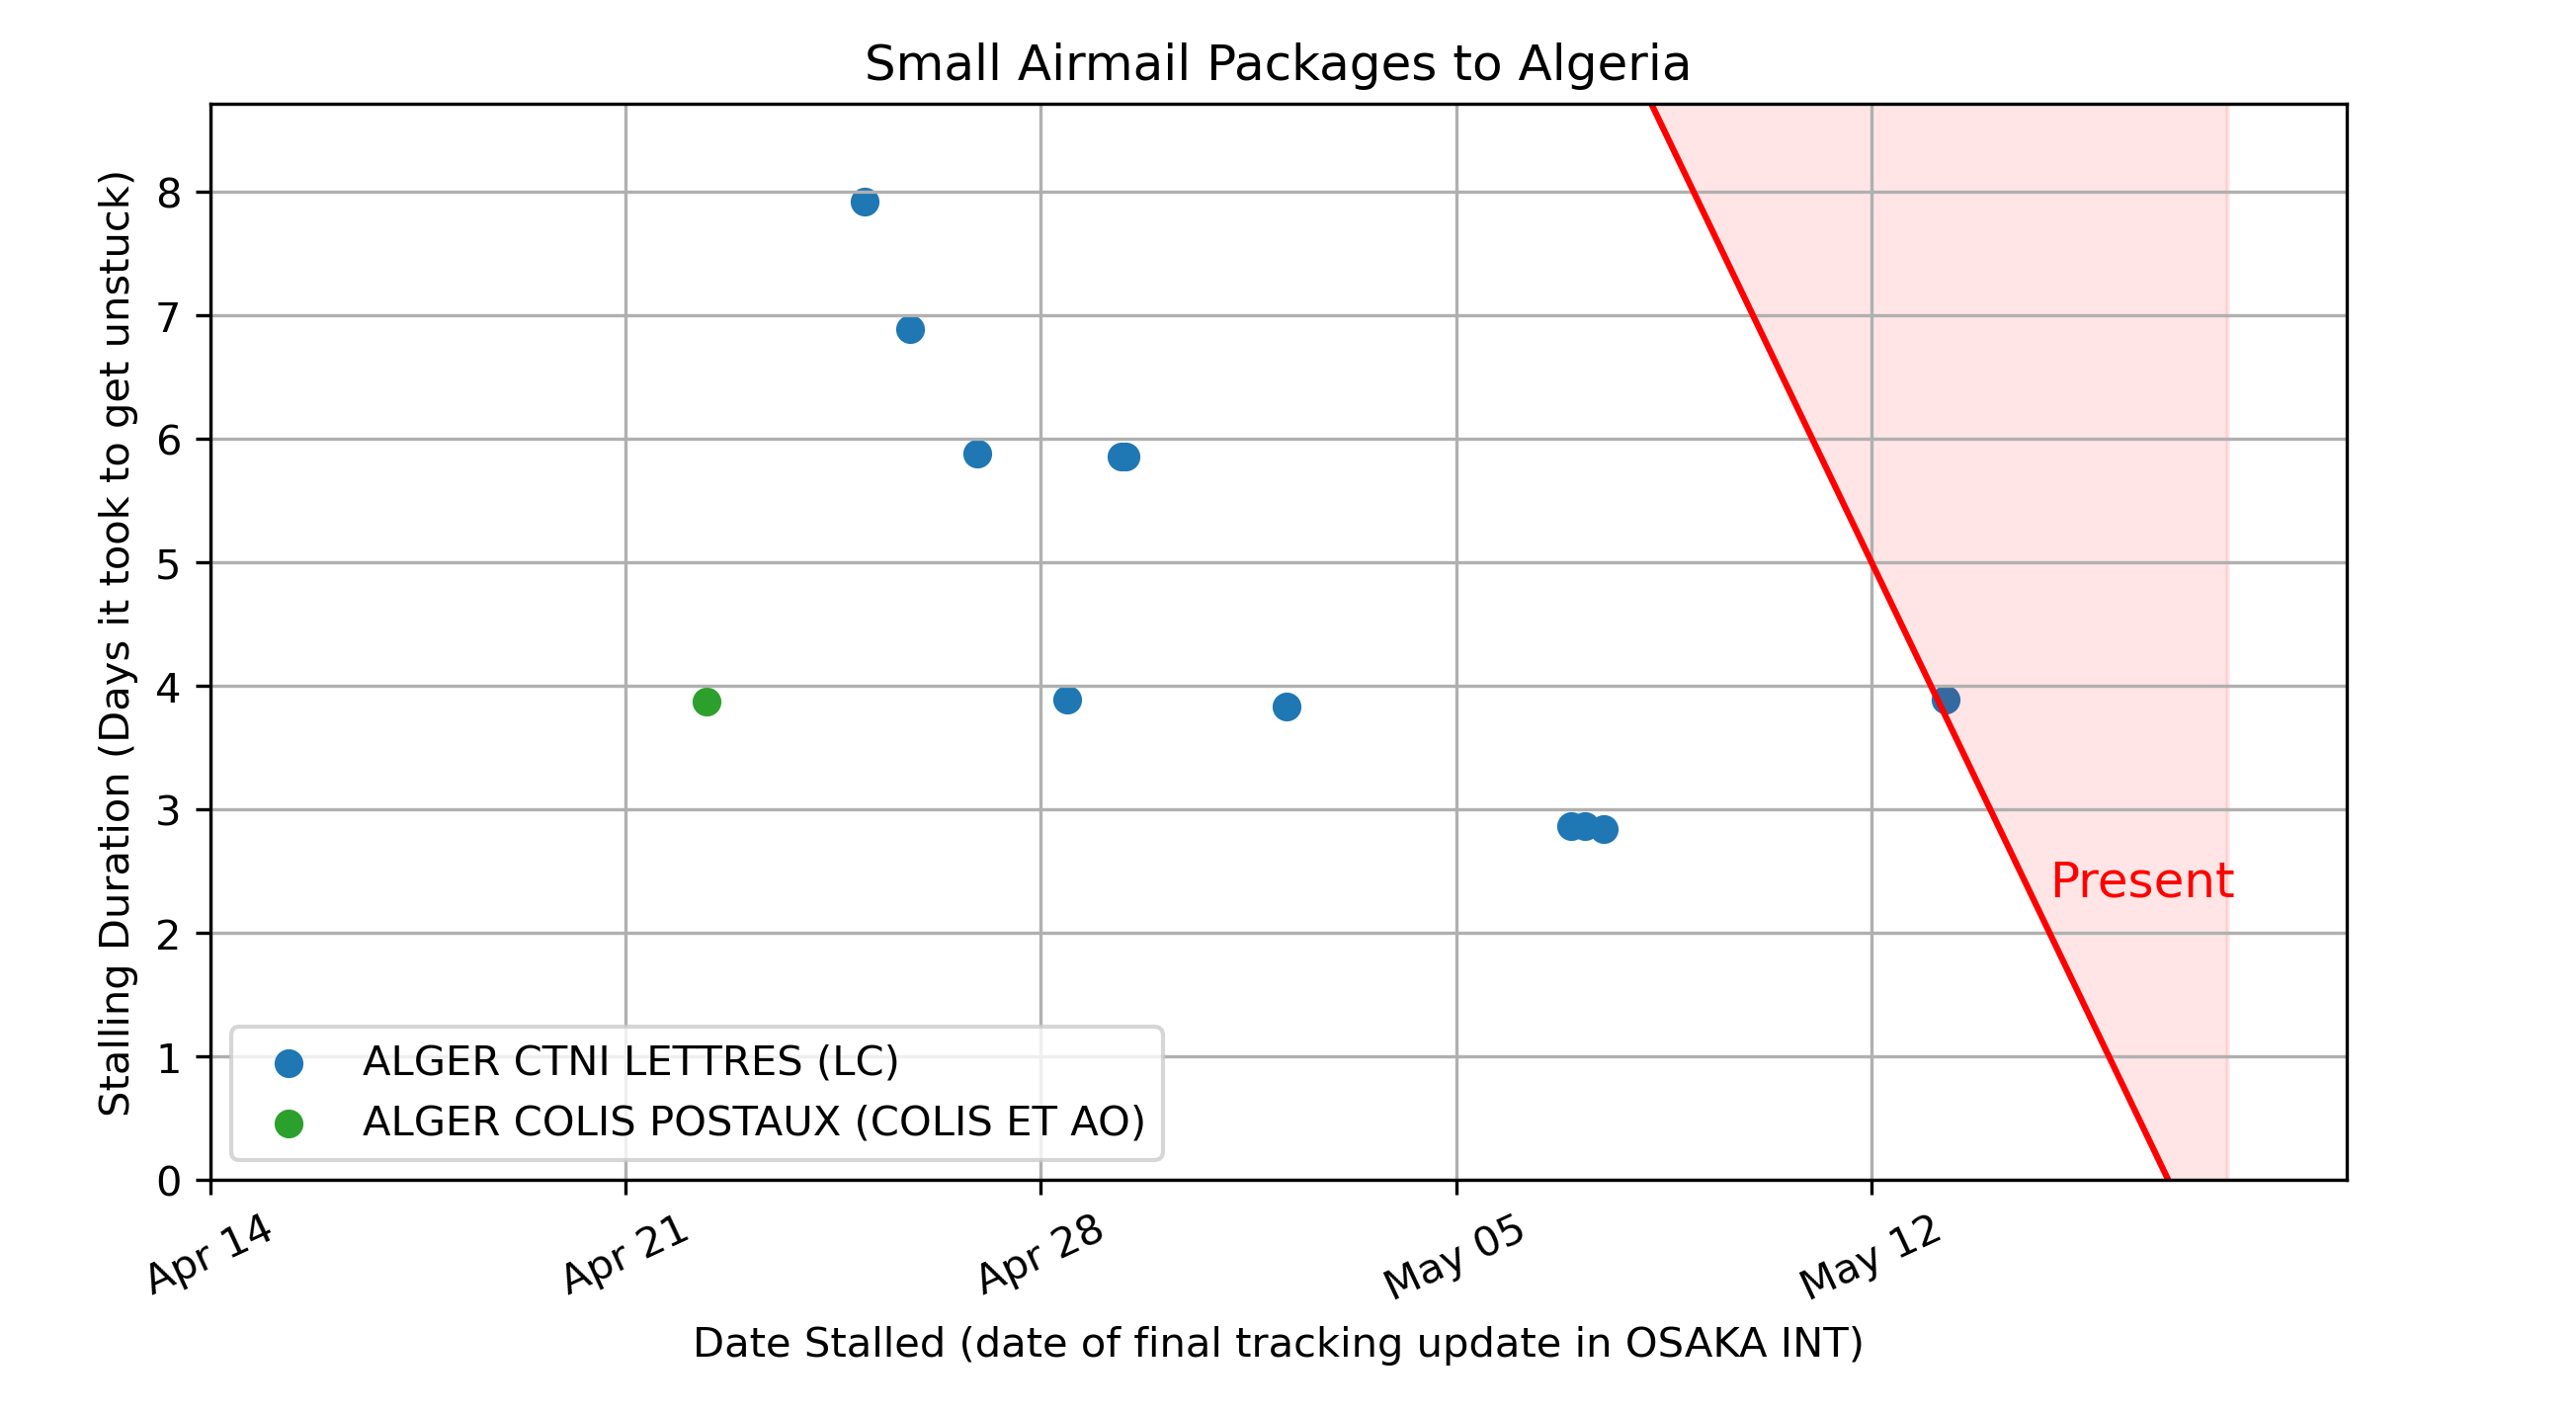 Small Airmail Packages to Algeria
Stalling Duration (Days it took to get unstuck)
8
7
6
5
4
3
2
1
0
Present
ALGER CTNI LETTRES (LC)
ALGER COLIS POSTAUX (COLIS ET AO)
Apr 14
Apr 21
Apr 28
May 05
May 12
Date Stalled (date of final tracking update in OSAKA INT)